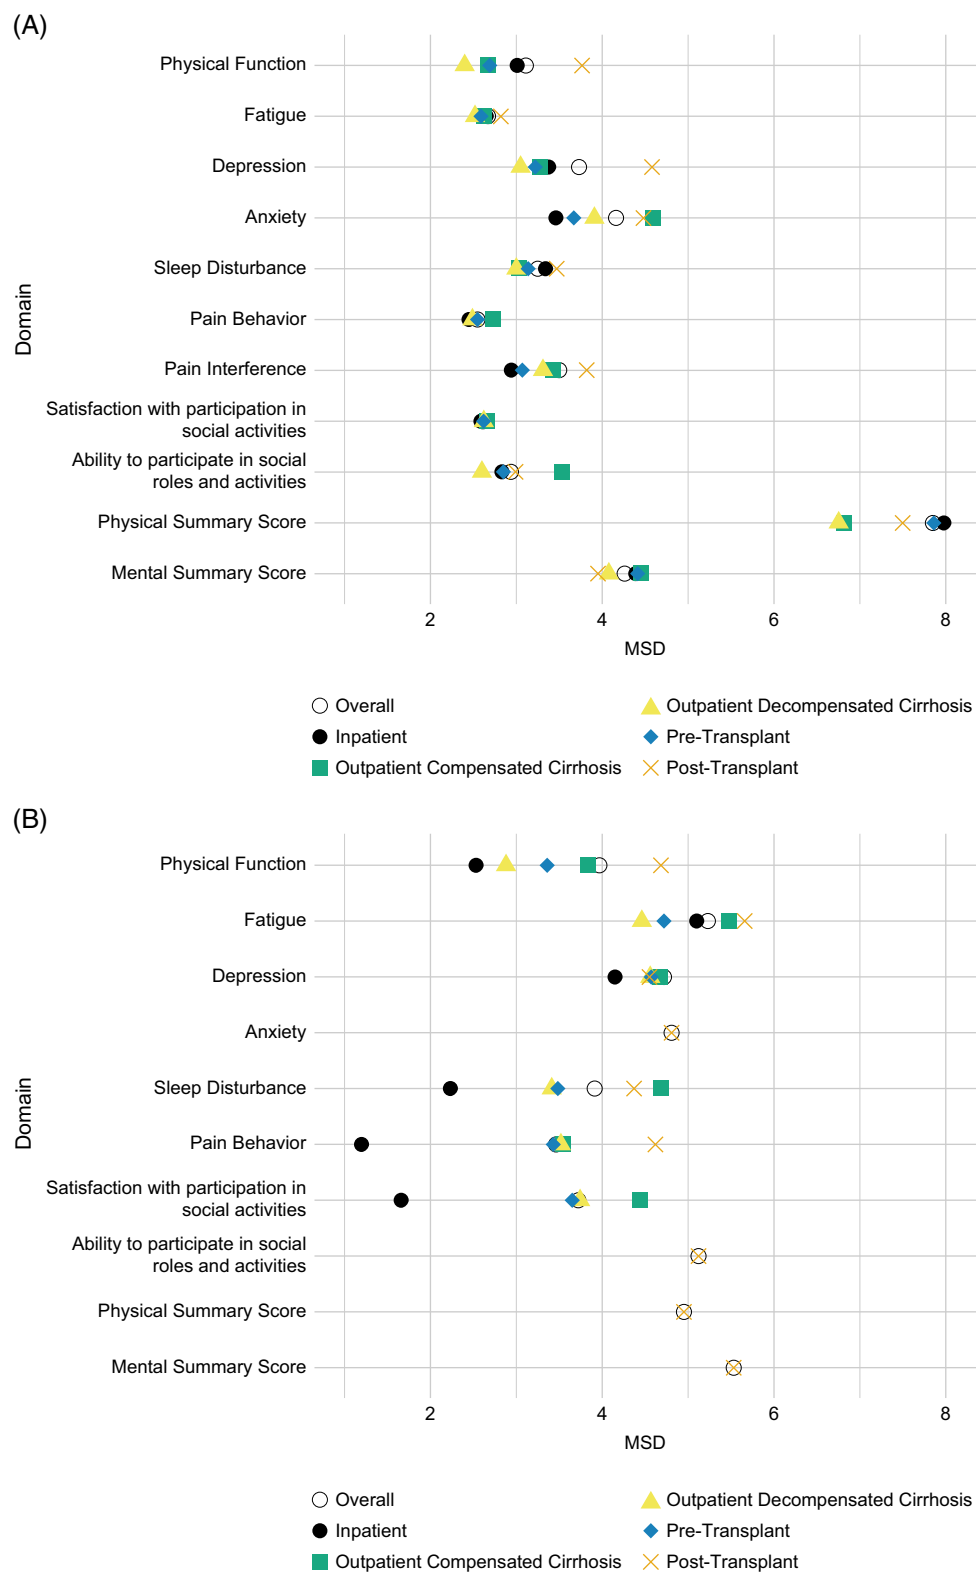 (A)
Physical Function
Fatigue
Depression
Anxiety
Sleep Disturbance
Pain Behavior
Pain Interference
Satisfaction with participation in
social activities
Ability to participate in social
roles and activities
Physical Summary Score
Mental Summary Score
Domain
2 4 6 8
MSD
Overall
Inpatient
Outpatient Compensated Cirrhosis
Outpatient Decompensated Cirrhosis
Pre-Transplant
Post-Transplant
(B)
Physical Function
Fatigue
Depression
Anxiety
Sleep Disturbance
Pain Behavior
Satisfaction with participation in
social activities
Ability to participate in social
roles and activities
Physical Summary Score
Mental Summary Score
Domain
2 4 6 8
MSD
Overall
Inpatient
Outpatient Compensated Cirrhosis
Outpatient Decompensated Cirrhosis
Pre-Transplant
Post-Transplant